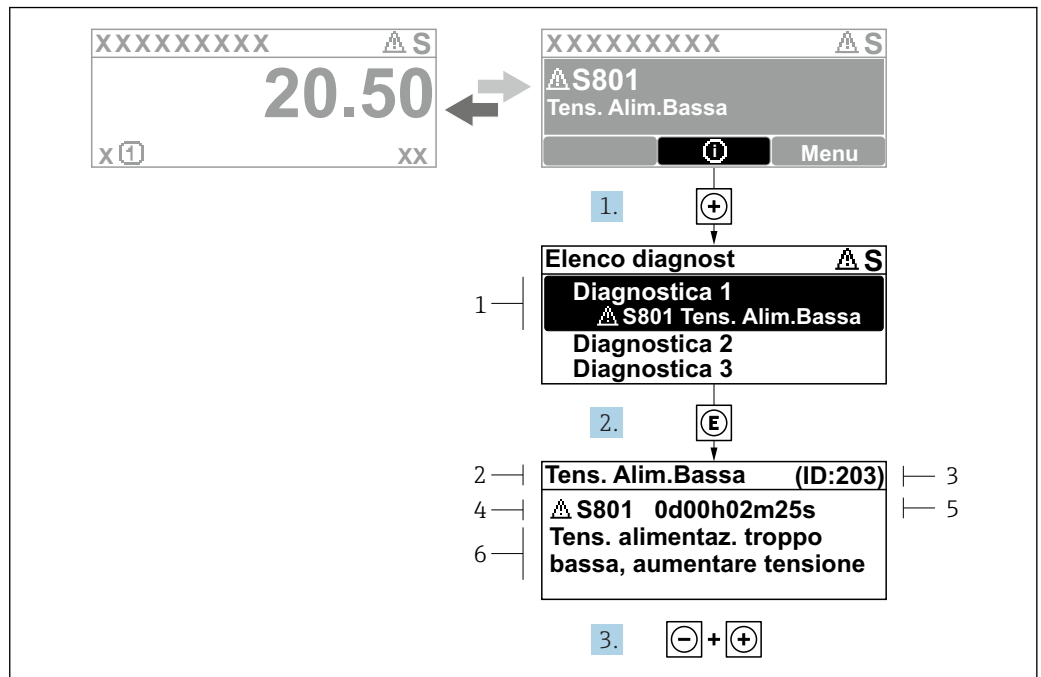 XXXXXXXXX ⚠ S
20.50
x ① xx
XXXXXXXXX ⚠ S
⚠ S801
Tens. Alim.Bassa
ⓘ Menu
1. +
Elenco diagnost ⚠ S
1
Diagnostica 1
⚠ S801 Tens. Alim.Bassa
Diagnostica 2
Diagnostica 3
2. E
2 Tens. Alim.Bassa (ID:203) 3
4 ⚠ S801 0d00h02m25s 5
6 Tens. alimentaz. troppo
bassa, aumentare tensione
3. - + +